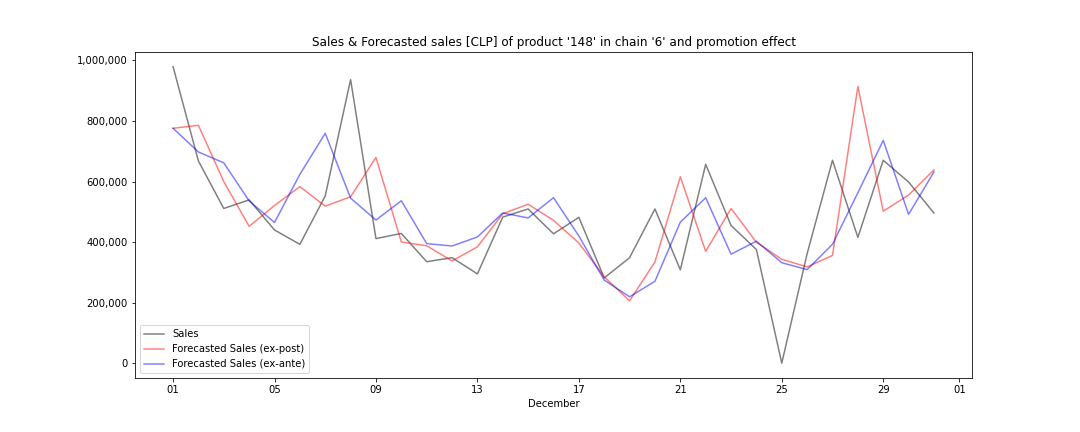 Sales & Forecasted sales [CLP] of product '148' in chain '6' and promotion effect
1,000,000
800,000
600,000
400,000
200,000
0
Sales
Forecasted Sales (ex-post)
Forecasted Sales (ex-ante)
01 05 09 13 17 21 25 29 01
December